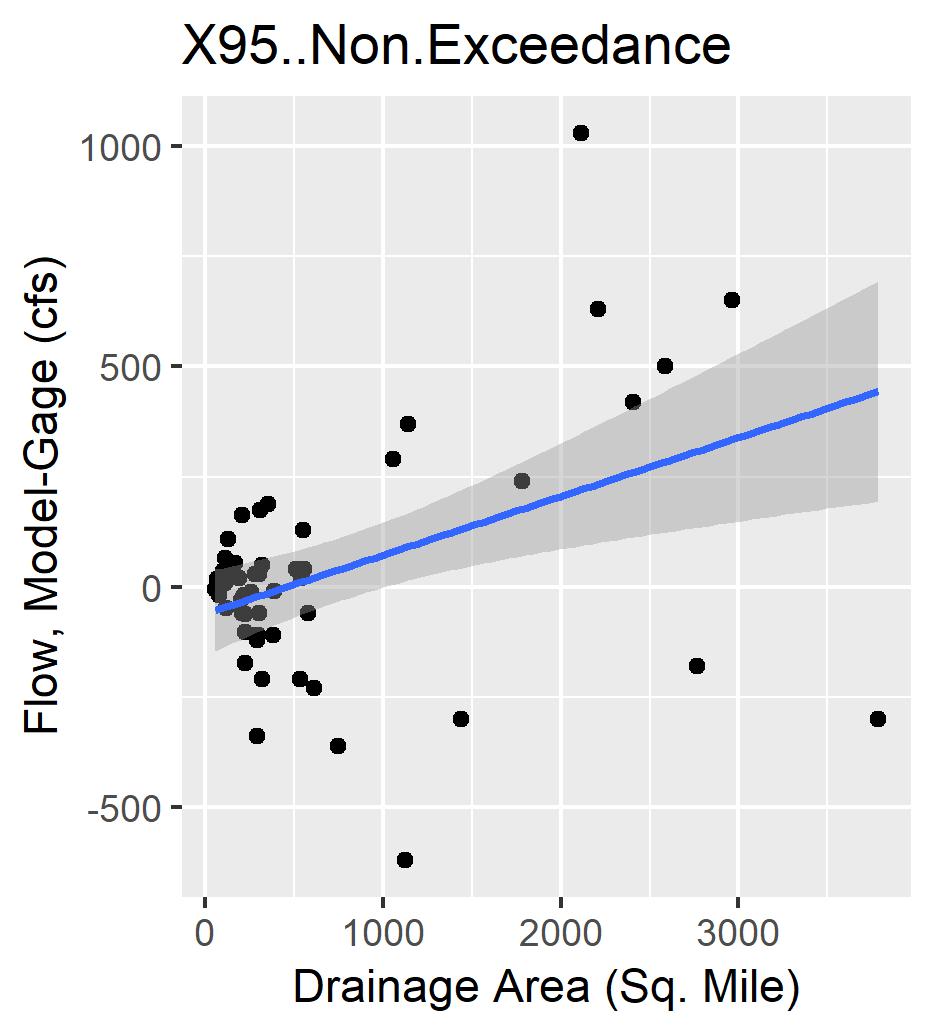 X95..Non.Exceedance
Flow, Model-Gage (cfs)
1000
500
0
-500
0 1000 2000 3000
Drainage Area (Sq. Mile)